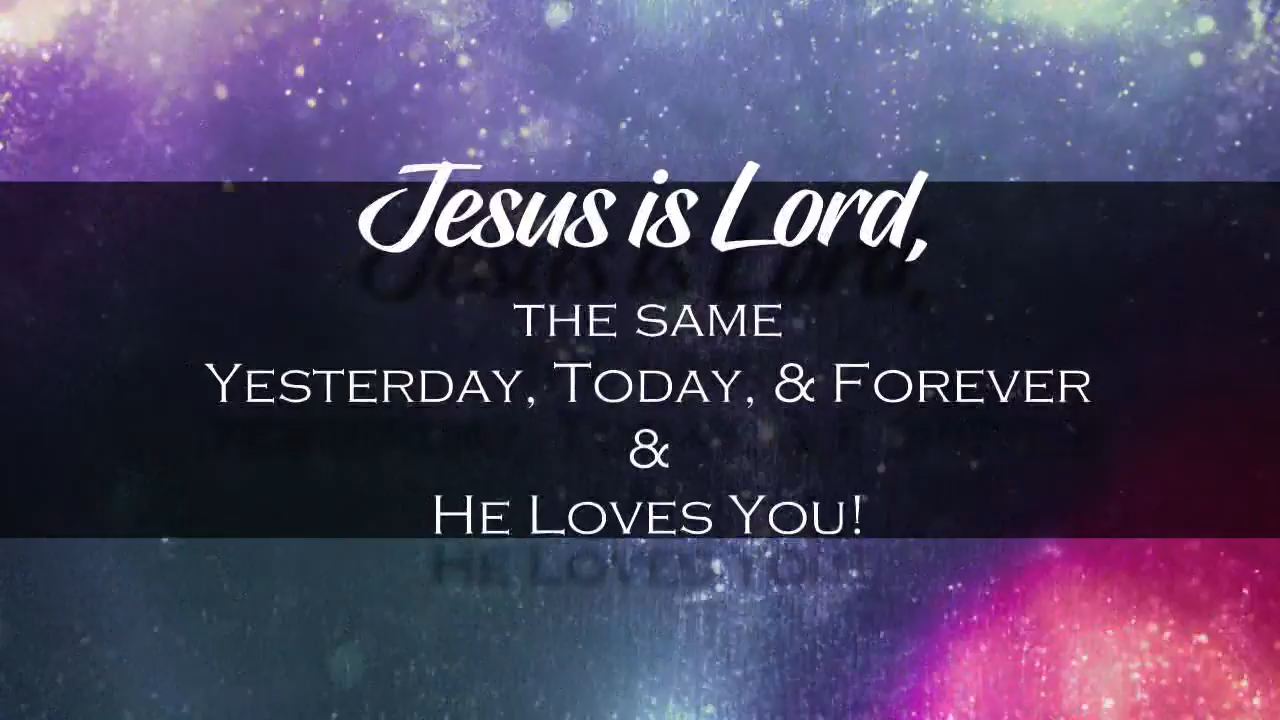 Jesus is Lord,
THE SAME
YESTERDAY, TODAY, & FOREVER
&
HE LOVES YOU!